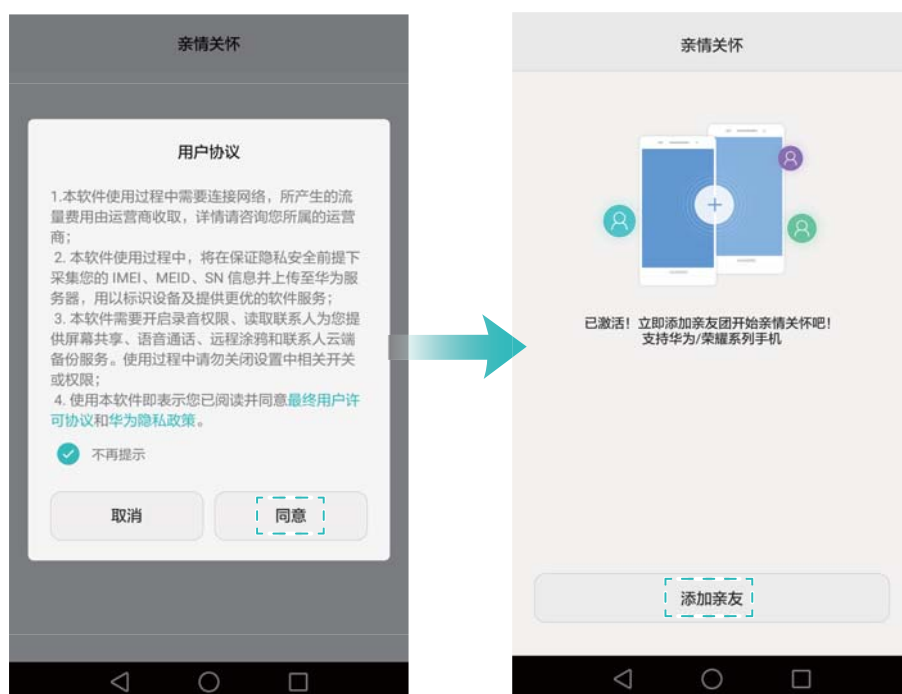 亲情关怀
用户协议
1.本软件使用过程中需要连接网络，所产生的流
量费用由运营商收取，详情请咨询您所属的运营
商；
2. 本软件使用过程中，将在保证隐私安全前提下
采集您的 IMEI、MEID、SN 信息并上传至华为服
务器，用以标识设备及提供更优的软件服务；
3. 本软件需要开启录音权限、读取联系人为您提
供屏幕共享、语音通话、远程涂鸦和联系人云端
备份服务。使用过程中请勿关闭设置中相关开关
或权限；
4. 使用本软件即表示您已阅读并同意最终用户许
可协议和华为隐私政策。
不再提示
取消
同意
亲情关怀
已激活！立即添加亲友团开始亲情关怀吧！
支持华为/荣耀系列手机
添加亲友